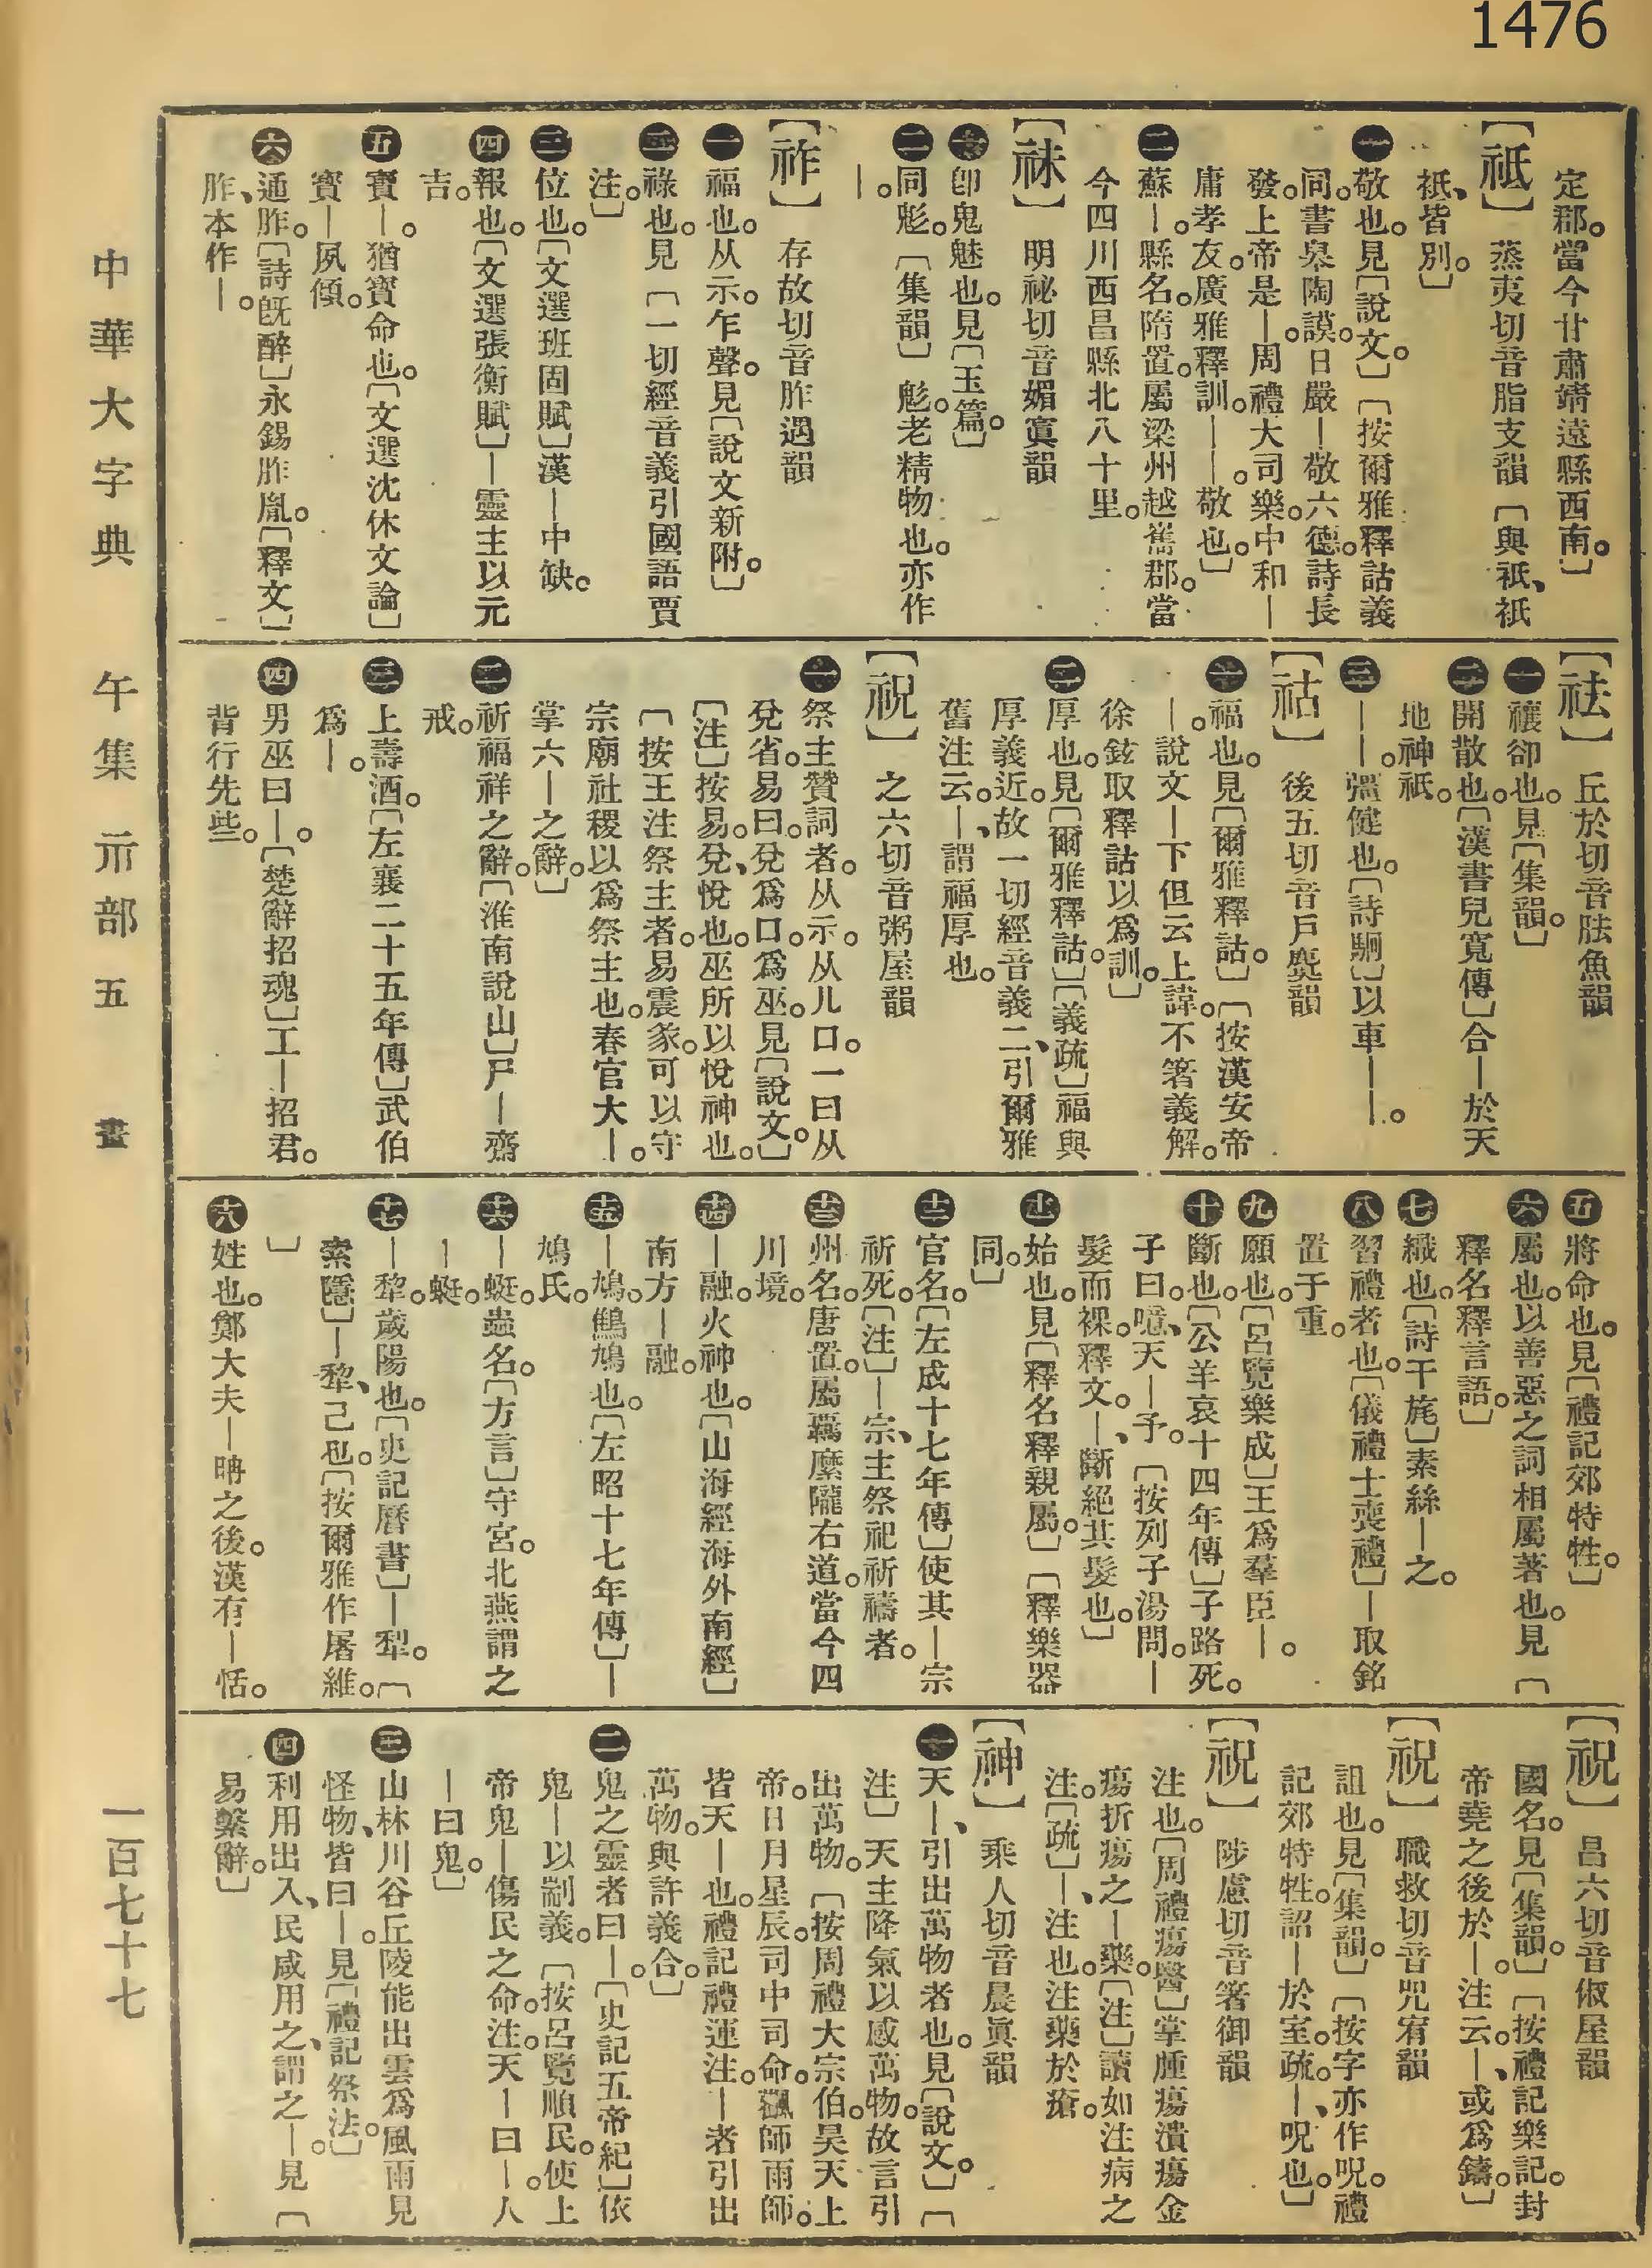 1476
定郡。當今甘肅靖遠縣西南。〕
【祗】 蒸夷切音脂支韻〔與祇、祇
祇、皆別。〕
㊀敬也。見〔說文。〕〔按爾雅釋詁義
同。書皋陶謨。日嚴—敬六德。詩長
發。上帝是—。周禮大司樂。中和—
庸孝友。廣雅釋訓。——敬也。〕
㊁蘇—。縣名。隋置。屬梁州越嶲郡。當
今四川西昌縣北八十里。
【祙】 明祕切音媚寘韻
㊀卽鬼魅也。見〔玉篇。〕
㊁同鬽。〔集韻〕鬽。老精物也。亦作
—。
【祚】 存故切音胙遇韻
㊀福也。从示。乍聲。見〔說文新附。〕
㊁祿也。見〔一切經音義引國語賈
注。〕
㊂位也。〔文選班固賦〕漢—中缺。
㊃報也。〔文選張衡賦〕—靈主以元
吉。
㊄寶—。猶寶命也。〔文選沈休文論〕
寶—夙傾。
㊅通胙。〔詩旣醉〕永錫胙胤。〔釋文〕
胙、本作—。
【祛】 丘於切音胠魚韻
㊀禳卻也。見〔集韻。〕
㊁開散也。〔漢書兒寬傳〕合—於天
地神祇。
㊂——。彊健也。〔詩駉〕以車——。
【祜】 後五切音戶麌韻
㊀福也。見〔爾雅釋詁。〕〔按漢安帝
—。說文—下但云上諱。不箸義解。
徐鉉取釋詁以爲訓。〕
㊁厚也。見〔爾雅釋詁。〕〔義疏〕福與
厚義近。故一切經音義二、引爾雅
舊注云。—、謂福厚也。
【祝】 之六切音粥屋韻
㊀祭主贊詞者。从示。从儿口。一曰从
兌省。易曰。兌爲口。爲巫。見〔說文。〕
〔注〕按易。兌、悅也。巫所以悅神也。
〔按王注祭主者。易震彖。可以守
宗廟社稷以爲祭主也。春官大—。
掌六—之辭。〕
㊁祈福祥之辭。〔淮南說山〕尸—齋
戒。
㊂上壽酒。〔左襄二十五年傳〕武伯
爲—。
㊃男巫曰—。〔楚辭招魂〕工—招君。
背行先些。
㊄將命也。見〔禮記郊特牲。〕
㊅屬也。以善惡之詞相屬著也。見〔
釋名釋言語。〕
㊆織也。〔詩干旄〕素絲—之。
㊇習禮者也。〔儀禮士喪禮〕—取銘
置于重。
㊈願也。〔呂覽樂成〕王爲羣臣—。
㊉斷也。〔公羊哀十四年傳〕子路死。
子曰。噫、天—予。〔按列子湯問。—
髮而裸。釋文。—、斷絕其髮也。〕
⑪始也。見〔釋名釋親屬。〕〔釋樂器
同。〕
⑫官名。〔左成十七年傳〕使其—宗
祈死。〔注〕—宗、主祭祀祈禱者。
⑬州名。唐置。屬羈縻隴右道。當今四
川境。
⑭—融。火神也。〔山海經海外南經〕
南方—融。
⑮—鳩。鷦鳩也。〔左昭十七年傳〕—
鳩氏。
⑯—蜓。蟲名。〔方言〕守宮。北燕謂之
—蜓。
⑰—犂。歲陽也。〔史記曆書〕—犂。〔
索隱〕—犂、己也。〔按爾雅作屠維。
〕
⑱姓也。鄭大夫—聃之後。漢有—恬。
【祝】 昌六切音俶屋韻
國名。見〔集韻。〕〔按禮記樂記。封
帝堯之後於—。注云。—、或爲鑄。〕
【祝】 職救切音咒宥韻
詛也。見〔集韻。〕〔按字亦作呪。禮
記郊特牲。詔—於室。疏。—、呪也。〕
【祝】 陟慮切音箸御韻
注也。〔周禮瘍醫〕掌腫瘍潰瘍金
瘍折瘍之—藥。〔注〕讀如注病之
注。〔疏〕—、注也。注藥於瘡。
【神】 乘人切音晨眞韻
㊀天—、引出萬物者也。見〔說文。〕〔
注〕天主降氣以感萬物。故言引
出萬物。〔按周禮大宗伯。昊天上
帝。日月星辰。司中司命。飌師雨師。
皆天—也。禮記禮運注。—者引出
萬物。與許義合。〕
㊁鬼之靈者曰—。〔史記五帝紀〕依
鬼—以剬義。〔按呂覽順民。使上
帝鬼—傷民之命。注。天—曰—。人
—曰鬼。〕
㊂山林川谷丘陵能出雲爲風雨見
怪物、皆曰—。見〔禮記祭法。〕
㊃利用出入、民咸用之、謂之—。見〔
易繫辭。〕
中華大字典 午集 示部 五 畫 一百七十七